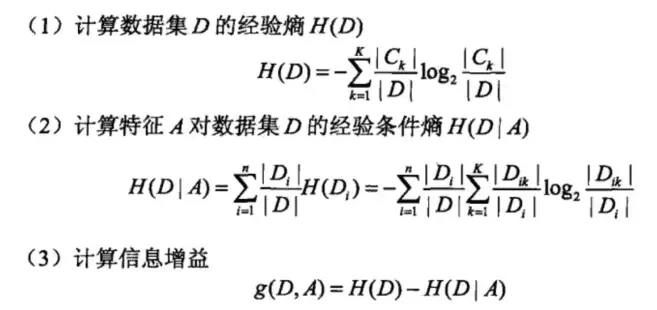 （1）计算数据集 D 的经验熵 H(D)
H(D) = -\sum_{k=1}^{K} \frac{|C_k|}{|D|} \log_2 \frac{|C_k|}{|D|}
（2）计算特征 A 对数据集 D 的经验条件熵 H(D|A)
H(D|A) = \sum_{i=1}^{n} \frac{|D_i|}{|D|} H(D_i) = -\sum_{i=1}^{n} \frac{|D_i|}{|D|} \sum_{k=1}^{K} \frac{|D_{ik}|}{|D_i|} \log_2 \frac{|D_{ik}|}{|D_i|}
（3）计算信息增益
g(D, A) = H(D) - H(D|A)